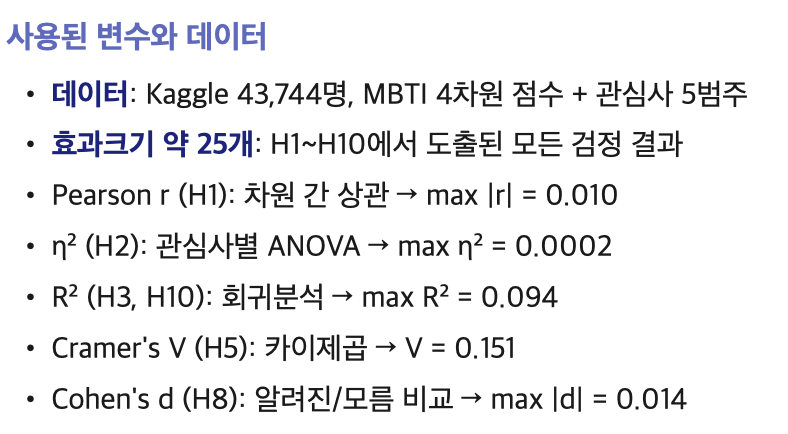 사용된 변수와 데이터
• 데이터: Kaggle 43,744명, MBTI 4차원 점수 + 관심사 5범주
• 효과크기 약 25개: H1~H10에서 도출된 모든 검정 결과
• Pearson r (H1): 차원 간 상관 → max |r| = 0.010
• η² (H2): 관심사별 ANOVA → max η² = 0.0002
• R² (H3, H10): 회귀분석 → max R² = 0.094
• Cramer's V (H5): 카이제곱 → V = 0.151
• Cohen's d (H8): 알려진/모름 비교 → max |d| = 0.014